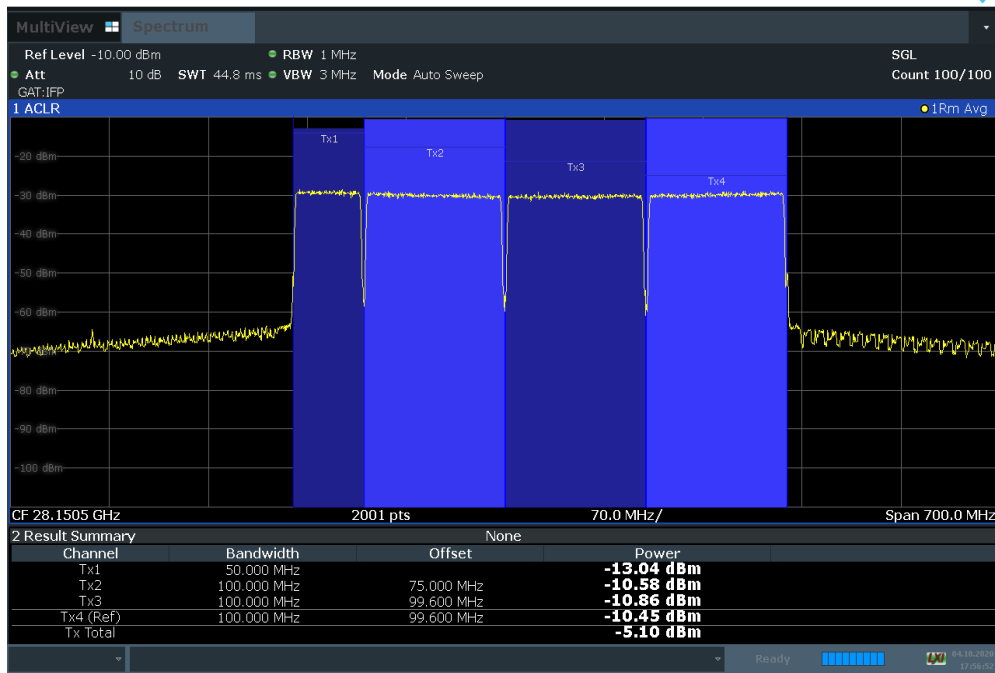 MultiView Spectrum
Ref Level -10.00 dBm RBW 1 MHz SGL
Att 10 dB SWT 44.8 ms VBW 3 MHz Mode Auto Sweep Count 100/100
GAT:IFP
1 ACLR 1Rm Avg
Tx1
Tx2
-20 dBm
Tx3
Tx4
-30 dBm
-40 dBm
-50 dBm
-60 dBm
-80 dBm
-90 dBm
-100 dBm
CF 28.1505 GHz 2001 pts 70.0 MHz/ Span 700.0 MHz
2 Result Summary None
Channel Bandwidth Offset Power
Tx1 50.000 MHz -13.04 dBm
Tx2 100.000 MHz 75.000 MHz -10.58 dBm
Tx3 100.000 MHz 99.600 MHz -10.86 dBm
Tx4 (Ref) 100.000 MHz 99.600 MHz -10.45 dBm
Tx Total -5.10 dBm
Ready 04.10.2020
17:56:52